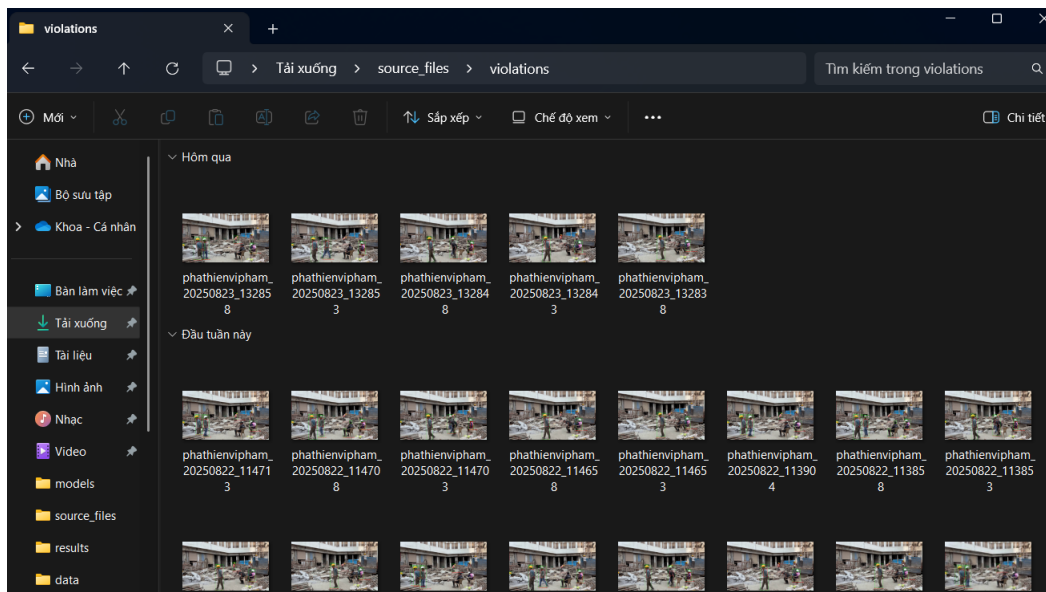 violations
Tải xuống > source_files > violations
Tìm kiếm trong violations
Mới
Sắp xếp
Chế độ xem
Chi tiết
Nhà
Bộ sưu tập
Khoa - Cá nhân
Bàn làm việc
Tải xuống
Tài liệu
Hình ảnh
Nhạc
Video
models
source_files
results
data
Hôm qua
phathienvipham_
20250823_13285
8
phathienvipham_
20250823_13285
3
phathienvipham_
20250823_13284
8
phathienvipham_
20250823_13284
3
phathienvipham_
20250823_13283
8
Đầu tuần này
phathienvipham_
20250822_11471
3
phathienvipham_
20250822_11470
8
phathienvipham_
20250822_11470
3
phathienvipham_
20250822_11465
8
phathienvipham_
20250822_11465
3
phathienvipham_
20250822_11390
4
phathienvipham_
20250822_11385
8
phathienvipham_
20250822_11385
3